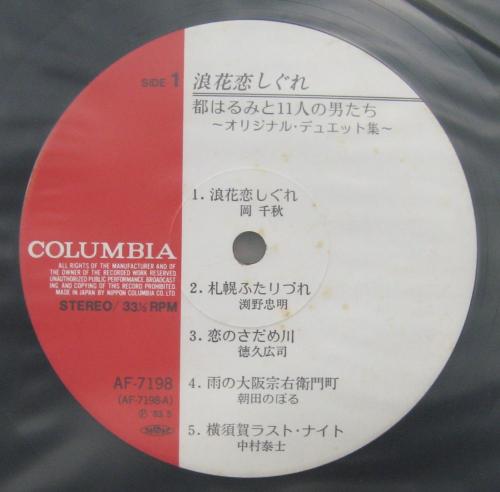 SIDE 1
浪花恋しぐれ
都はるみと11人の男たち
～オリジナル・デュエット集～
1. 浪花恋しぐれ
岡 千秋
COLUMBIA
ALL RIGHTS OF THE MANUFACTURER AND OF
THE OWNER OF THE RECORDED WORK RESERVED
UNAUTHORIZED PUBLIC PERFORMANCE, BROADCAST
ING AND COPYING OF THIS RECORD PROHIBITED.
MADE IN JAPAN BY NIPPON COLUMBIA CO. LTD.
STEREO/33⅓ RPM
2. 札幌ふたりづれ
渕野忠明
3. 恋のさだめ川
徳久広司
AF-7198
(AF-7198-A)
Ⓟ '83. 5
4. 雨の大阪宗右衛門町
朝田のぼる
5. 横須賀ラスト・ナイト
中村泰士